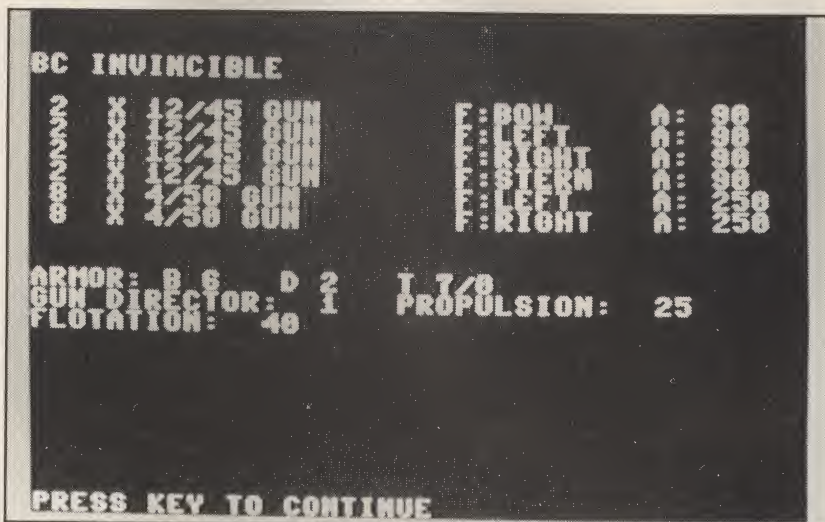 BC INVINCIBLE
2 X 12/45 GUN F:BOW A: 90
2 X 12/45 GUN F:LEFT A: 90
2 X 12/45 GUN F:RIGHT A: 90
2 X 12/45 GUN F:STERN A: 90
8 X 4/50 GUN F:LEFT A: 250
8 X 4/50 GUN F:RIGHT A: 250
ARMOR: B 6 D 2 T 7/8
GUN DIRECTOR: 1 PROPULSION: 25
FLOTATION: 40
PRESS KEY TO CONTINUE